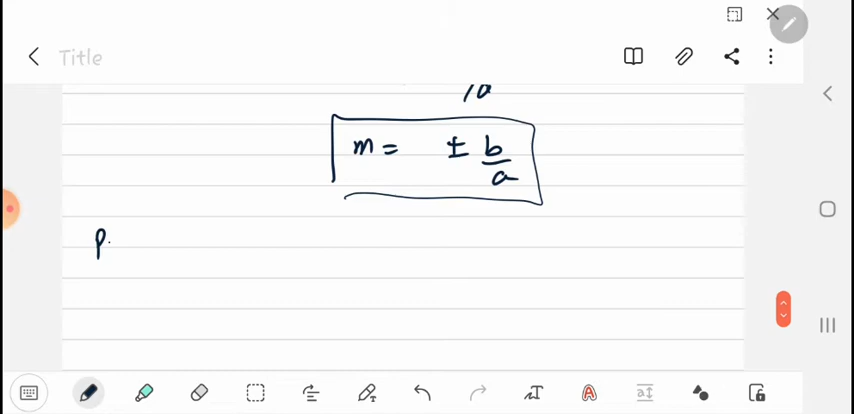 Title
/a
m = ± b/a
p.